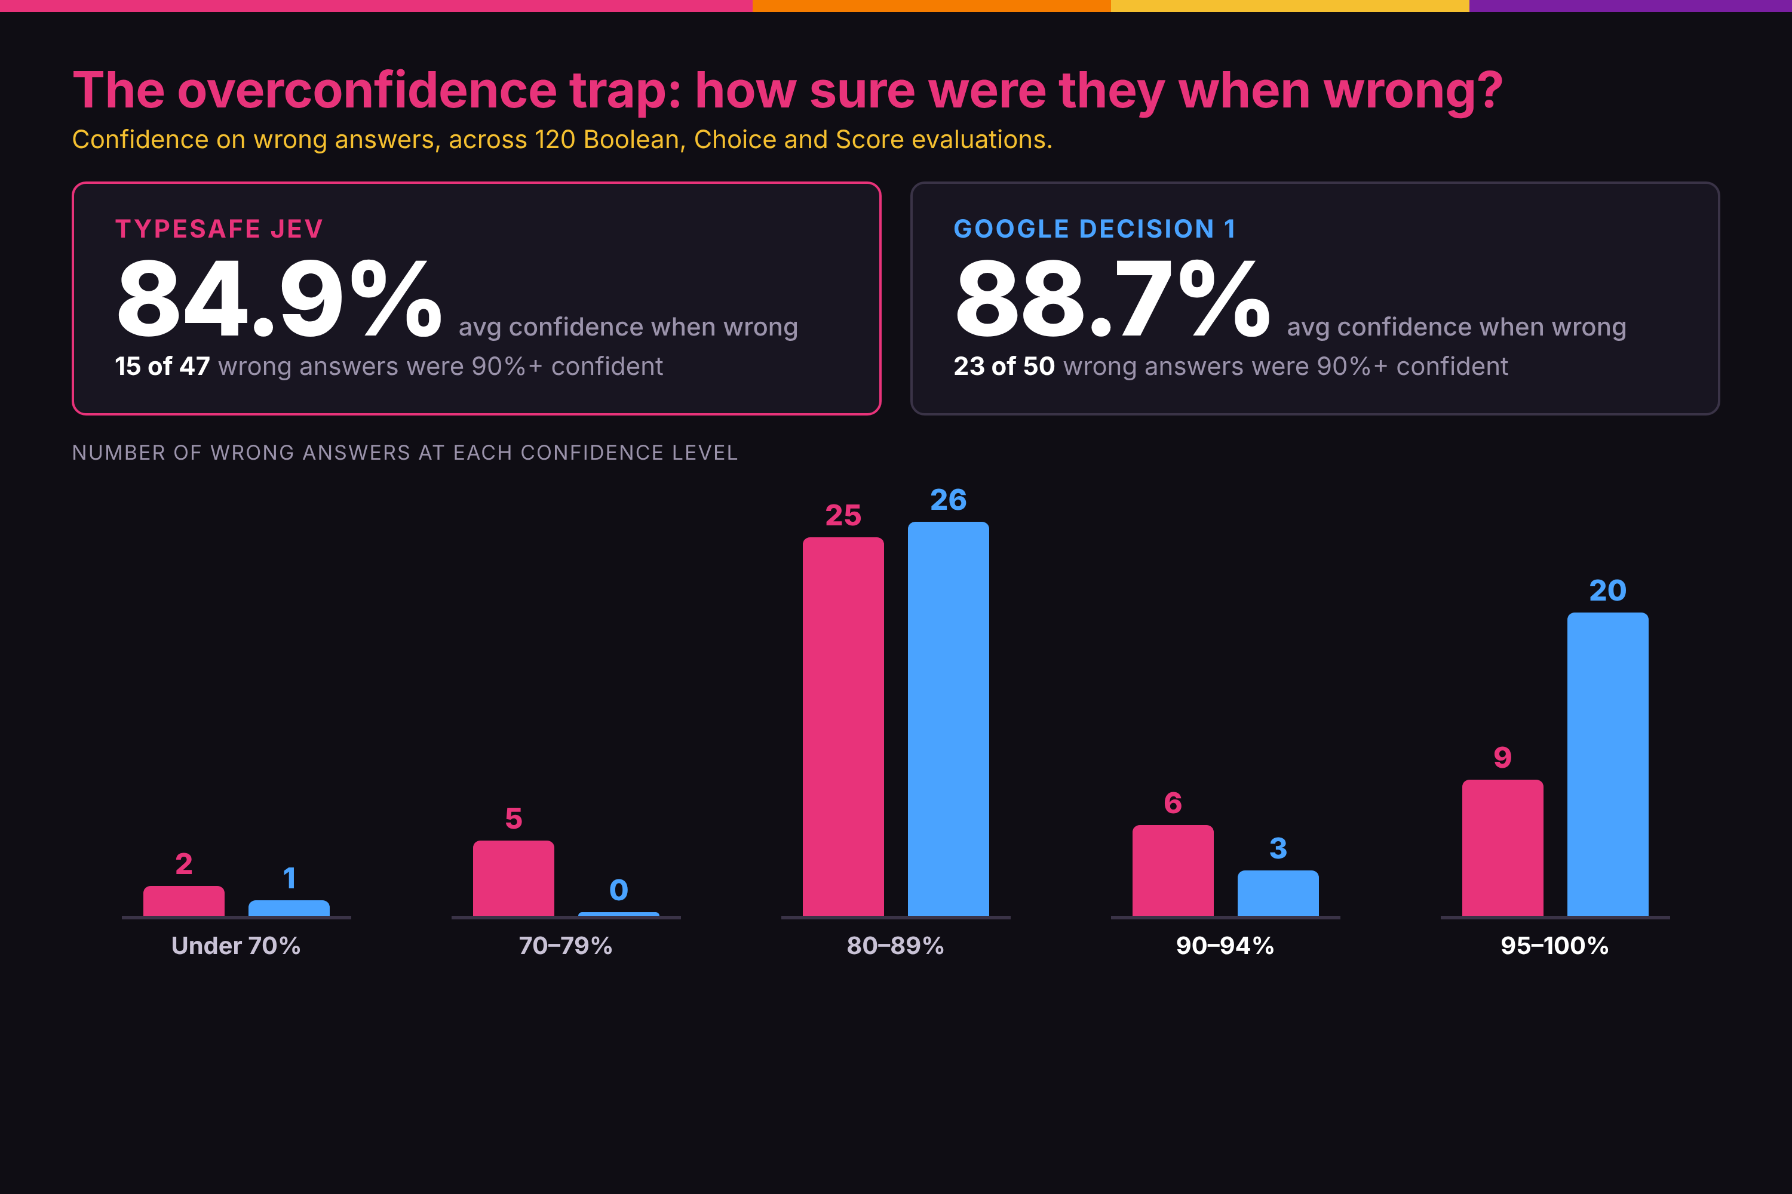 The overconfidence trap: how sure were they when wrong?
Confidence on wrong answers, across 120 Boolean, Choice and Score evaluations.
TYPESAFE JEV
84.9% avg confidence when wrong
15 of 47 wrong answers were 90%+ confident
GOOGLE DECISION 1
88.7% avg confidence when wrong
23 of 50 wrong answers were 90%+ confident
NUMBER OF WRONG ANSWERS AT EACH CONFIDENCE LEVEL
2 1
5 0
25 26
6 3
9 20
Under 70%
70–79%
80–89%
90–94%
95–100%